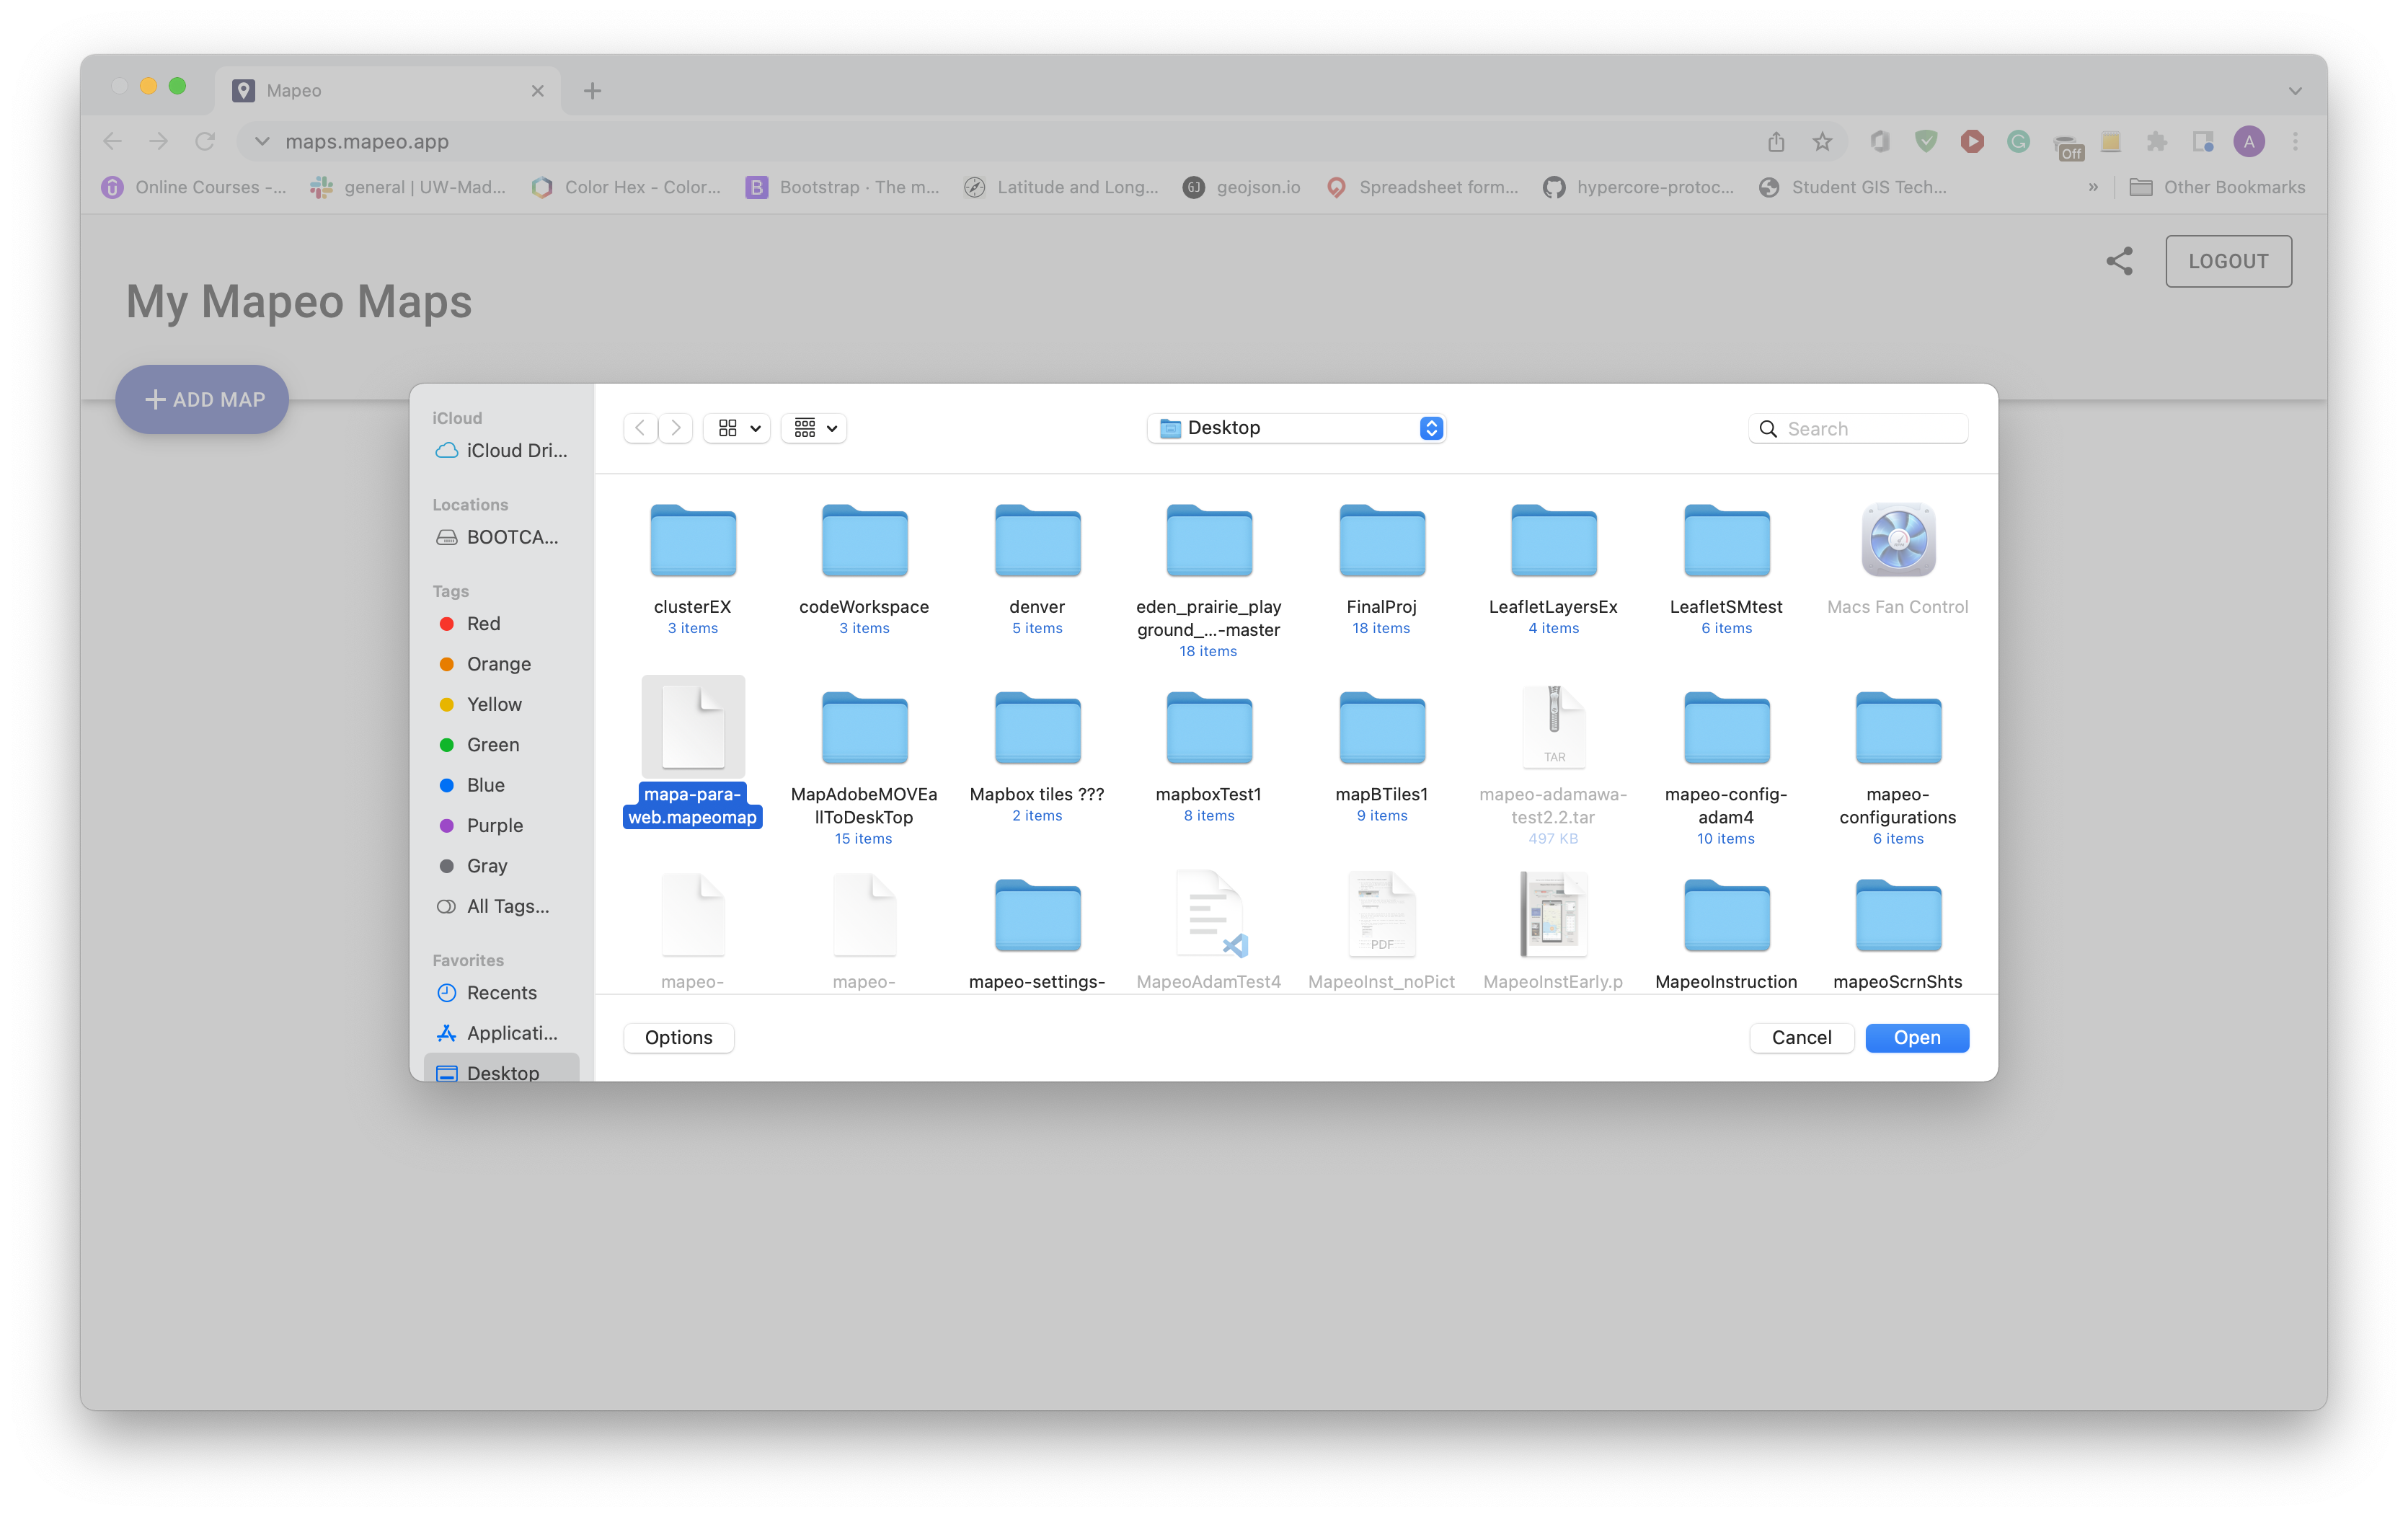 Mapeo
maps.mapeo.app
Off
A
Online Courses -...
general | UW-Mad...
Color Hex - Color...
B
Bootstrap · The m...
Latitude and Long...
GJ
geojson.io
Spreadsheet form...
hypercore-protoc...
Student GIS Tech...
»
Other Bookmarks
My Mapeo Maps
LOGOUT
+ ADD MAP
iCloud
iCloud Dri...
Locations
BOOTCA...
Tags
Red
Orange
Yellow
Green
Blue
Purple
Gray
All Tags...
Favorites
Recents
Applicati...
Desktop
Desktop
Search
clusterEX
3 items
codeWorkspace
3 items
denver
5 items
eden_prairie_play
ground_...-master
18 items
FinalProj
18 items
LeafletLayersEx
4 items
LeafletSMtest
6 items
Macs Fan Control
mapa-para-
web.mapeomap
MapAdobeMOVEa
llToDeskTop
15 items
Mapbox tiles ???
2 items
mapboxTest1
8 items
mapBTiles1
9 items
TAR
mapeo-adamawa-
test2.2.tar
497 KB
mapeo-config-
adam4
10 items
mapeo-
configurations
6 items
mapeo-
mapeo-
mapeo-settings-
MapeoAdamTest4
PDF
MapeoInst_noPict
MapeoInstEarly.p
MapeoInstruction
mapeoScrnShts
Options
Cancel
Open